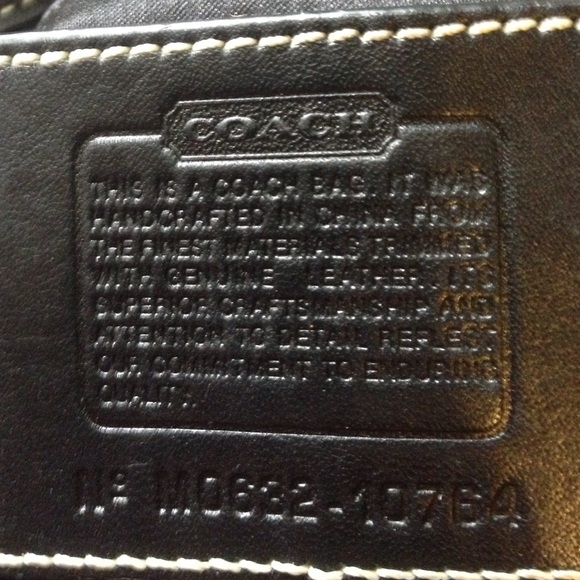 COACH
THIS IS A COACH BAG. IT WAS
HANDCRAFTED IN CHINA FROM
THE FINEST MATERIALS TRIMMED
WITH GENUINE LEATHER. ITS
SUPERIOR CRAFTSMANSHIP AND
ATTENTION TO DETAIL REFLECT
OUR COMMITMENT TO ENDURING
QUALITY.
Nº M0632-10764